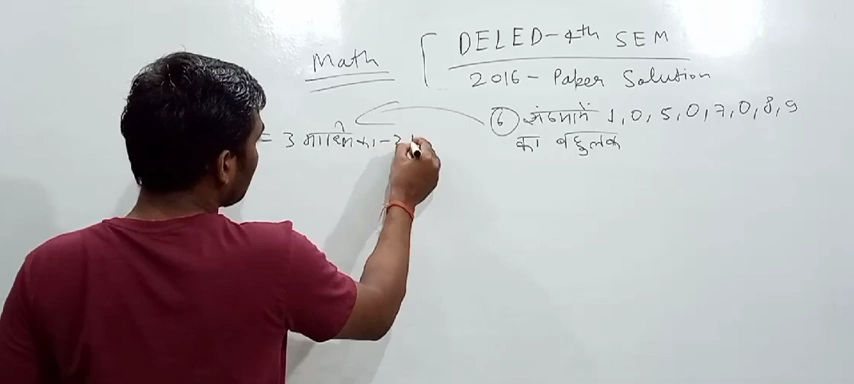 Math
DELED-4th SEM
2016 - Paker Solution
⑥ संख्यायें 1, 0, 5, 0, 7, 0, 8, 9
का बहुलक
= 3 माध्यिका - 2